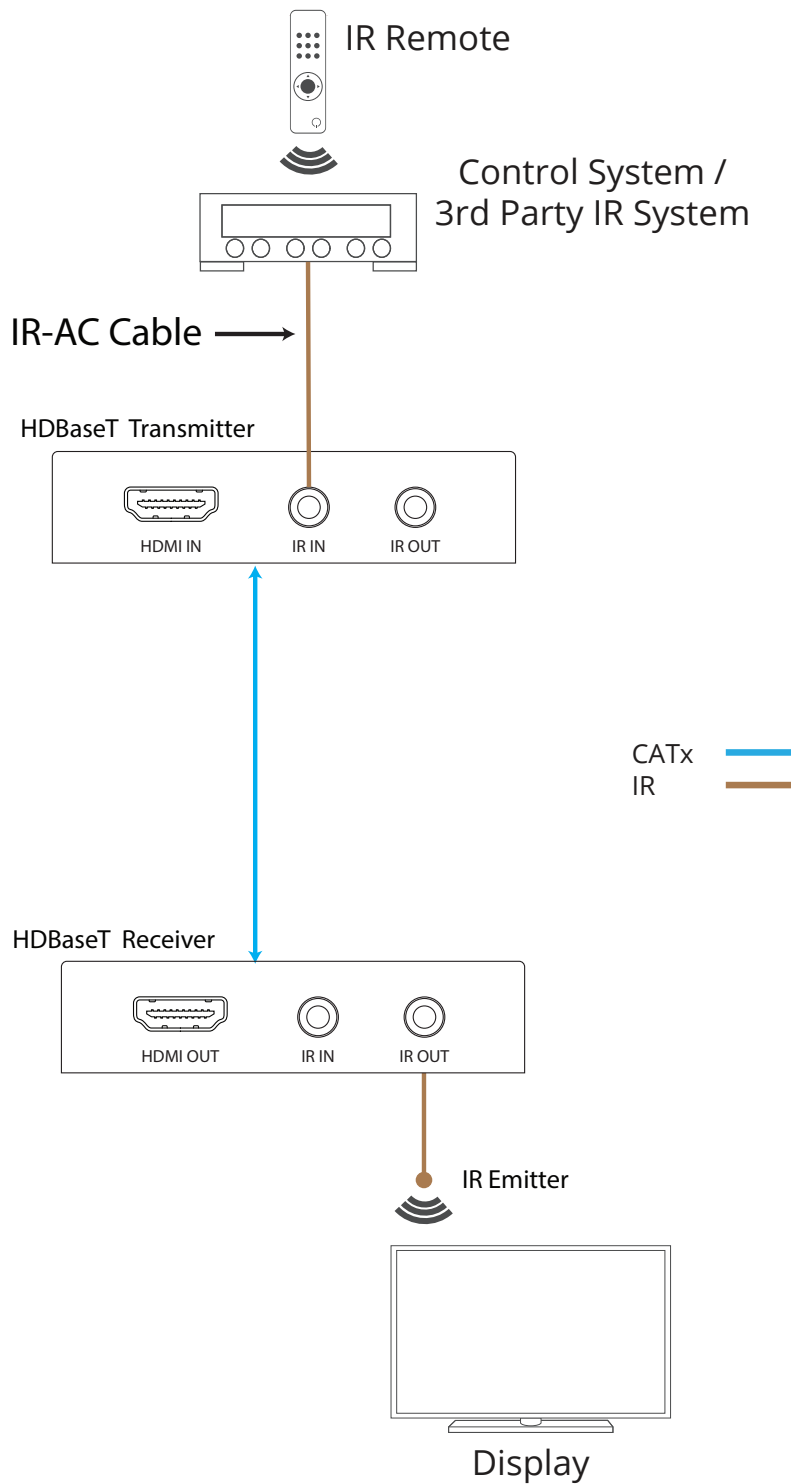 IR Remote
Control System /
3rd Party IR System
IR-AC Cable
HDBaseT Transmitter
HDMI IN
IR IN
IR OUT
CATx
IR
HDBaseT Receiver
HDMI OUT
IR IN
IR OUT
IR Emitter
Display